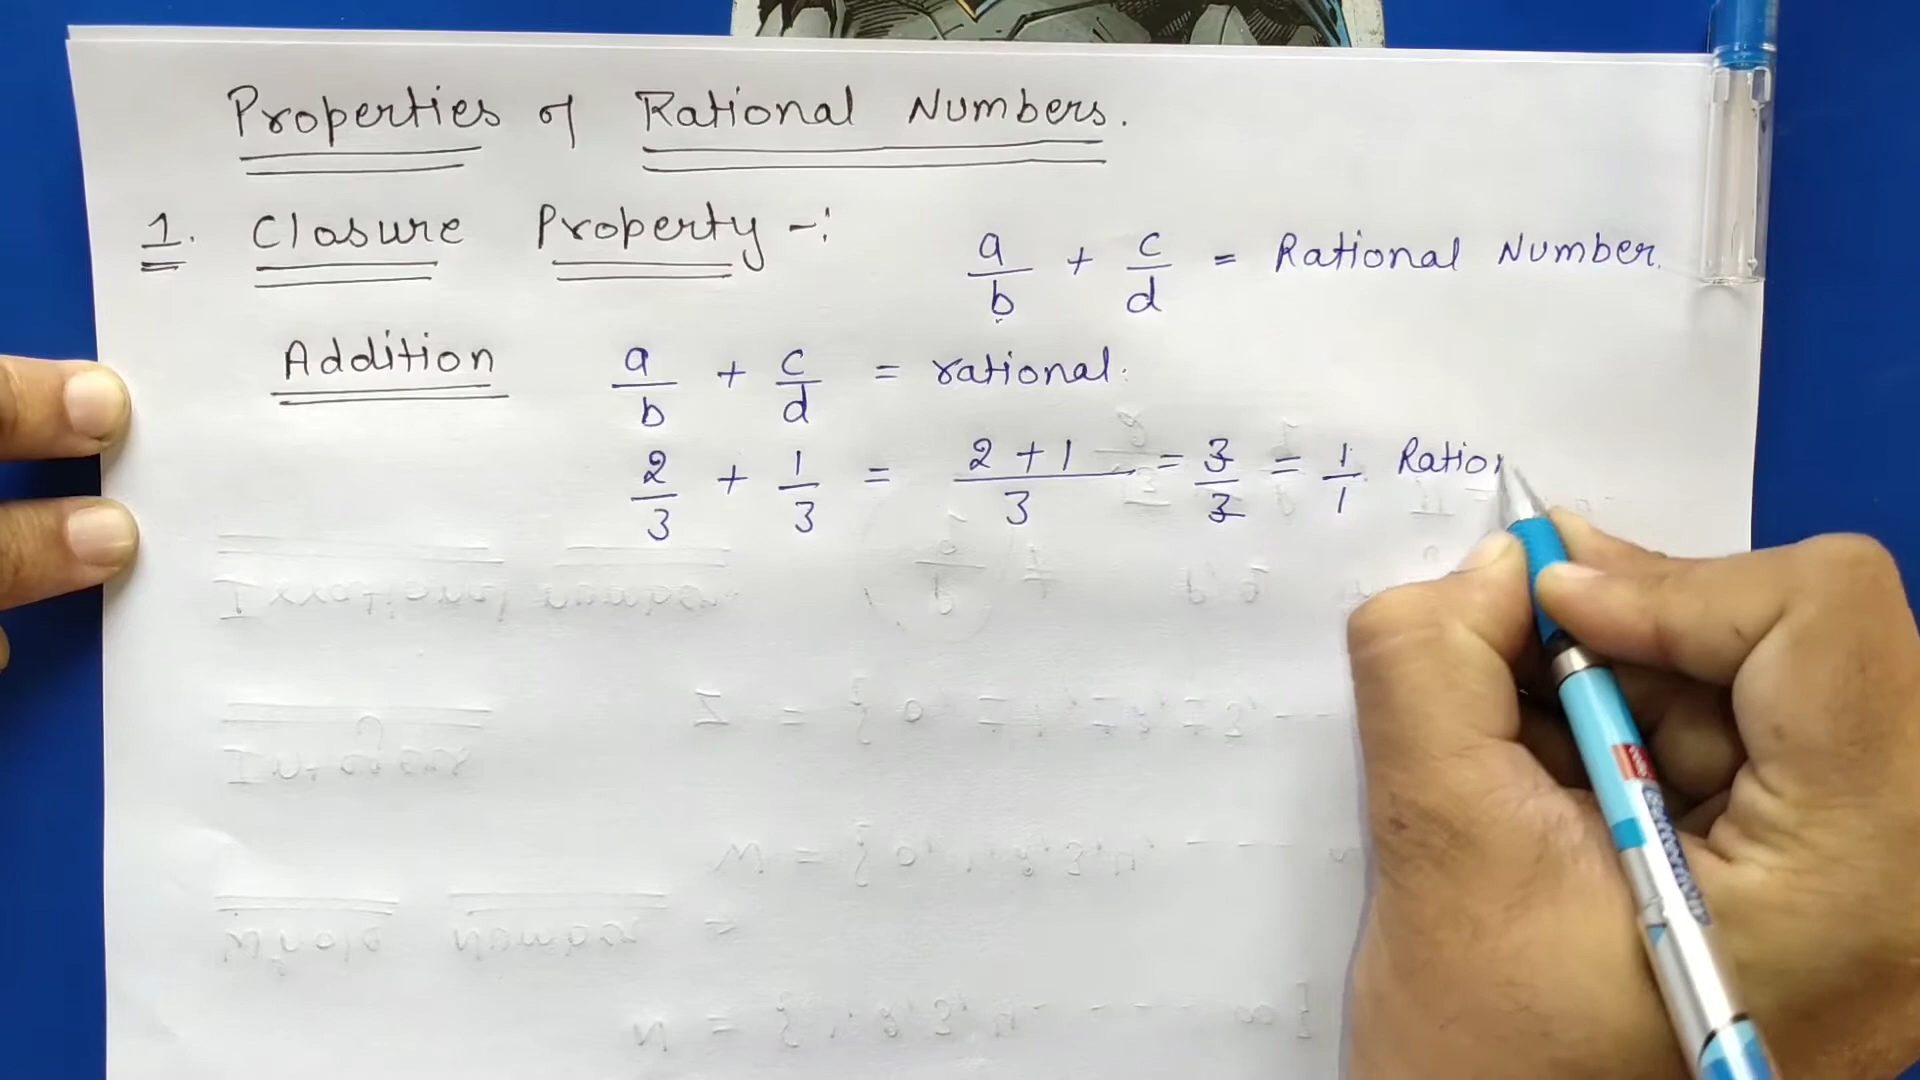 Properties of Rational Numbers.
1. Closure Property -:
a/b + c/d = Rational Number.
Addition a/b + c/d = rational.
2/3 + 1/3 = 2+1/3 = 3/3 = 1/1 Ration